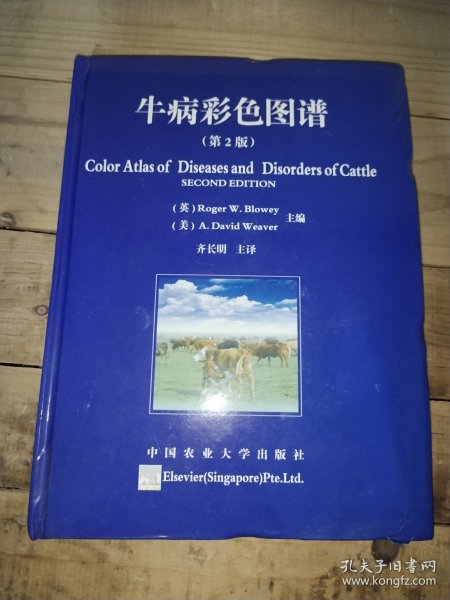 牛病彩色图谱
(第2版)
Color Atlas of Diseases and Disorders of Cattle
SECOND EDITION
(英) Roger W. Blowey
(美) A. David Weaver 主编
齐长明 主译
中国农业大学出版社
Elsevier(Singapore)Pte.Ltd.
孔夫子旧书网
www.kongfz.com